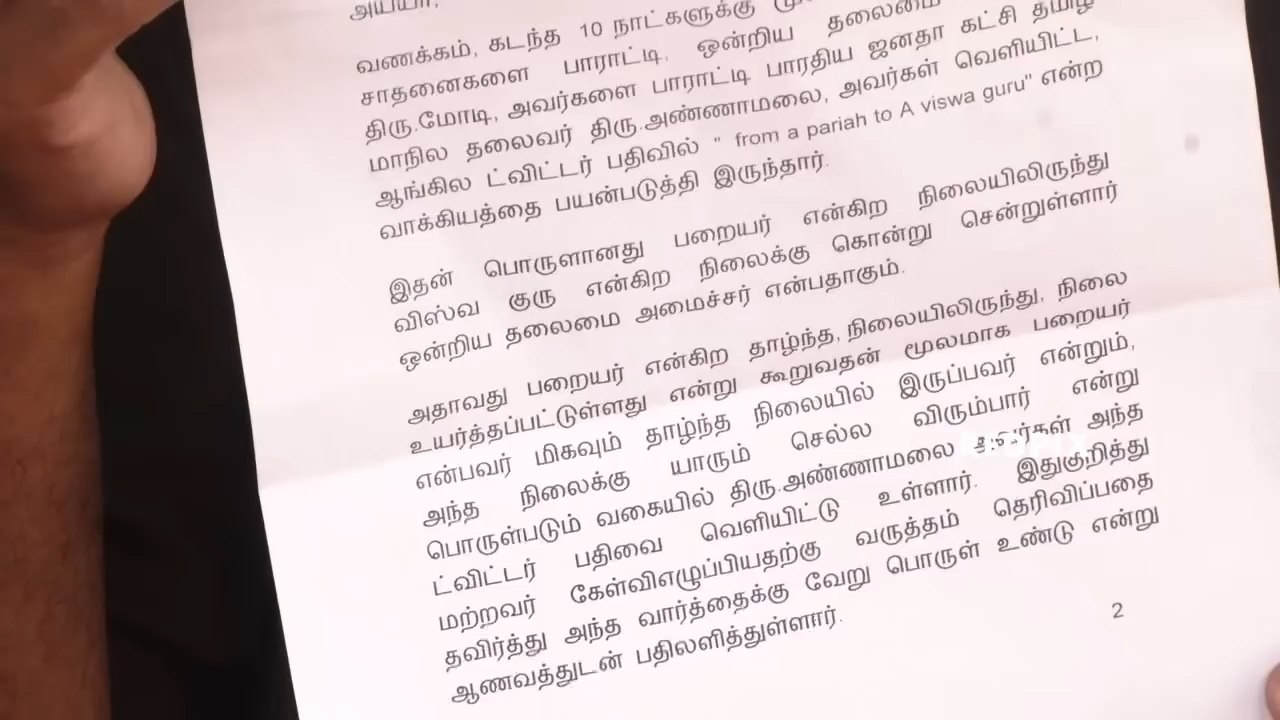 அய்யா,
வணக்கம், கடந்த 10 நாட்களுக்கு
சாதனைகளை பாராட்டி, ஒன்றிய தலைமை
திரு.மோடி, அவர்களை பாராட்டி பாரதிய ஜனதா கட்சி தமிழ்
மாநில தலைவர் திரு.அண்ணாமலை, அவர்கள் வெளியிட்ட,
ஆங்கில ட்விட்டர் பதிவில் " from a pariah to A viswa guru" என்ற
வாக்கியத்தை பயன்படுத்தி இருந்தார்.
இதன் பொருளானது பறையர் என்கிற நிலையிலிருந்து
விஸ்வ குரு என்கிற நிலைக்கு கொன்று சென்றுள்ளார்
ஒன்றிய தலைமை அமைச்சர் என்பதாகும்.
அதாவது பறையர் என்கிற தாழ்ந்த, நிலையிலிருந்து, நிலை
உயர்த்தப்பட்டுள்ளது என்று கூறுவதன் மூலமாக பறையர்
என்பவர் மிகவும் தாழ்ந்த நிலையில் இருப்பவர் என்றும்,
அந்த நிலைக்கு யாரும் செல்ல விரும்பார் என்று
பொருள்படும் வகையில் திரு.அண்ணாமலை அவர்கள் அந்த
ட்விட்டர் பதிவை வெளியிட்டு உள்ளார். இதுகுறித்து
மற்றவர் கேள்விஎழுப்பியதற்கு வருத்தம் தெரிவிப்பதை
தவிர்த்து அந்த வார்த்தைக்கு வேறு பொருள் உண்டு என்று
ஆணவத்துடன் பதிலளித்துள்ளார்.
2
REDPIX